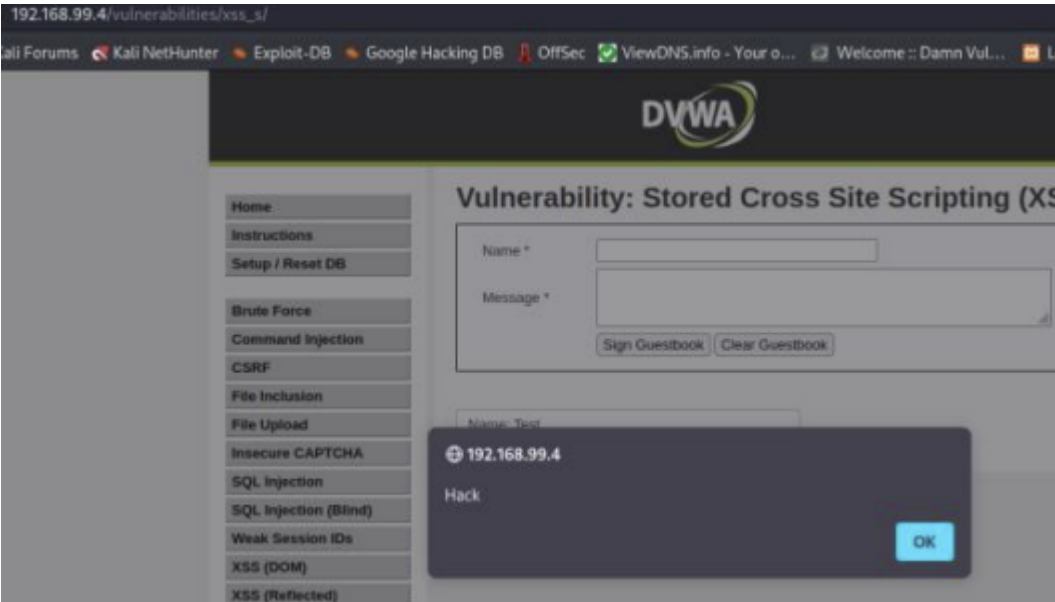 192.168.99.4/vulnerabilities/xss_s/
Kali Forums Kali NetHunter Exploit-DB Google Hacking DB OffSec ViewDNS.info - Your o... Welcome :: Damn Vul...
DVWA
Vulnerability: Stored Cross Site Scripting (XS
Home
Instructions
Setup / Reset DB
Brute Force
Command Injection
CSRF
File Inclusion
File Upload
Insecure CAPTCHA
SQL Injection
SQL Injection (Blind)
Weak Session IDs
XSS (DOM)
XSS (Reflected)
Name *
Message *
Sign Guestbook Clear Guestbook
Name: Test
192.168.99.4
Hack
OK